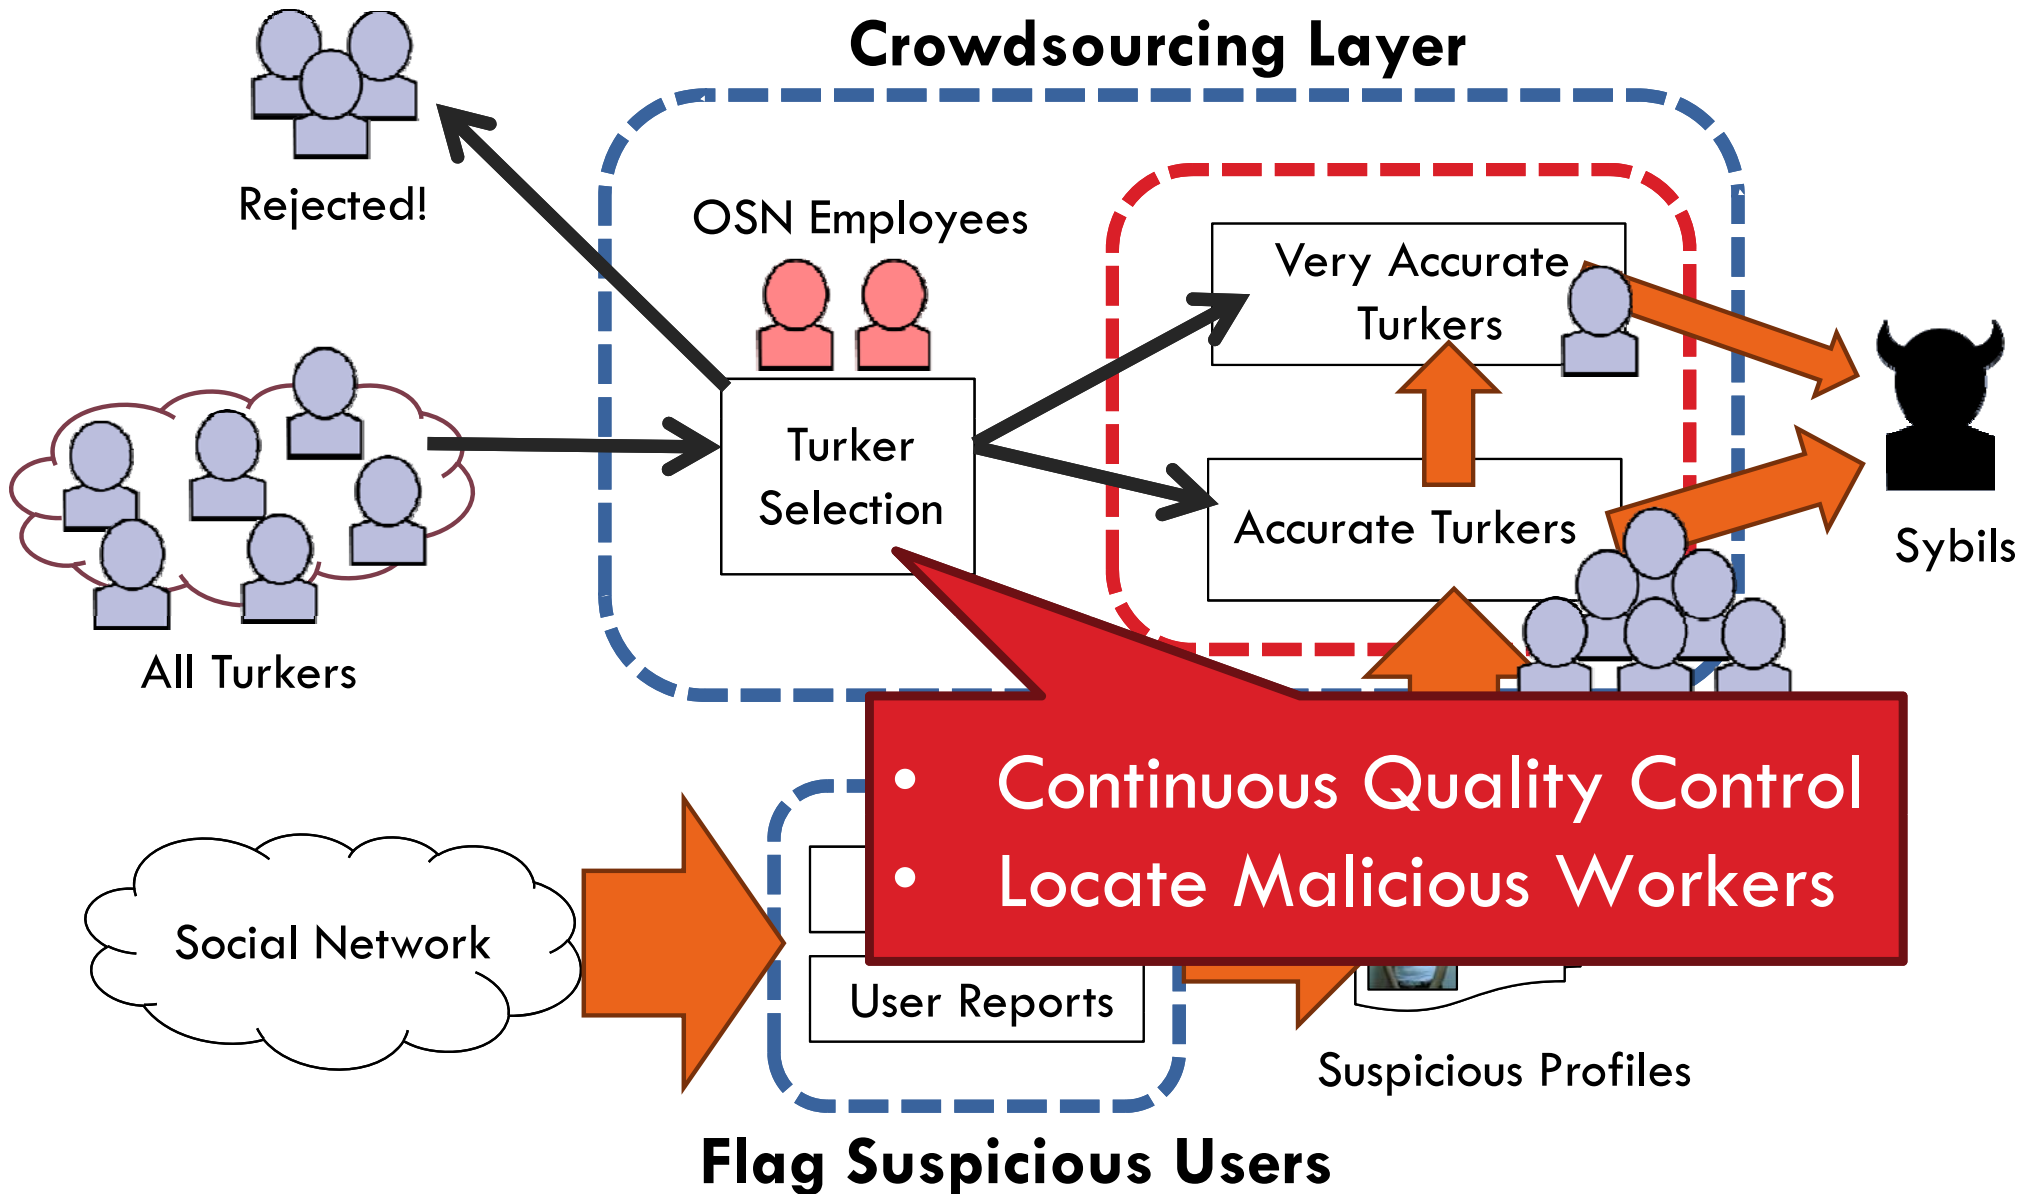 Crowdsourcing Layer
Rejected!
OSN Employees
Very Accurate
Turkers
Turker
Selection
Accurate Turkers
Sybils
All Turkers
• Continuous Quality Control
• Locate Malicious Workers
Social Network
User Reports
Suspicious Profiles
Flag Suspicious Users